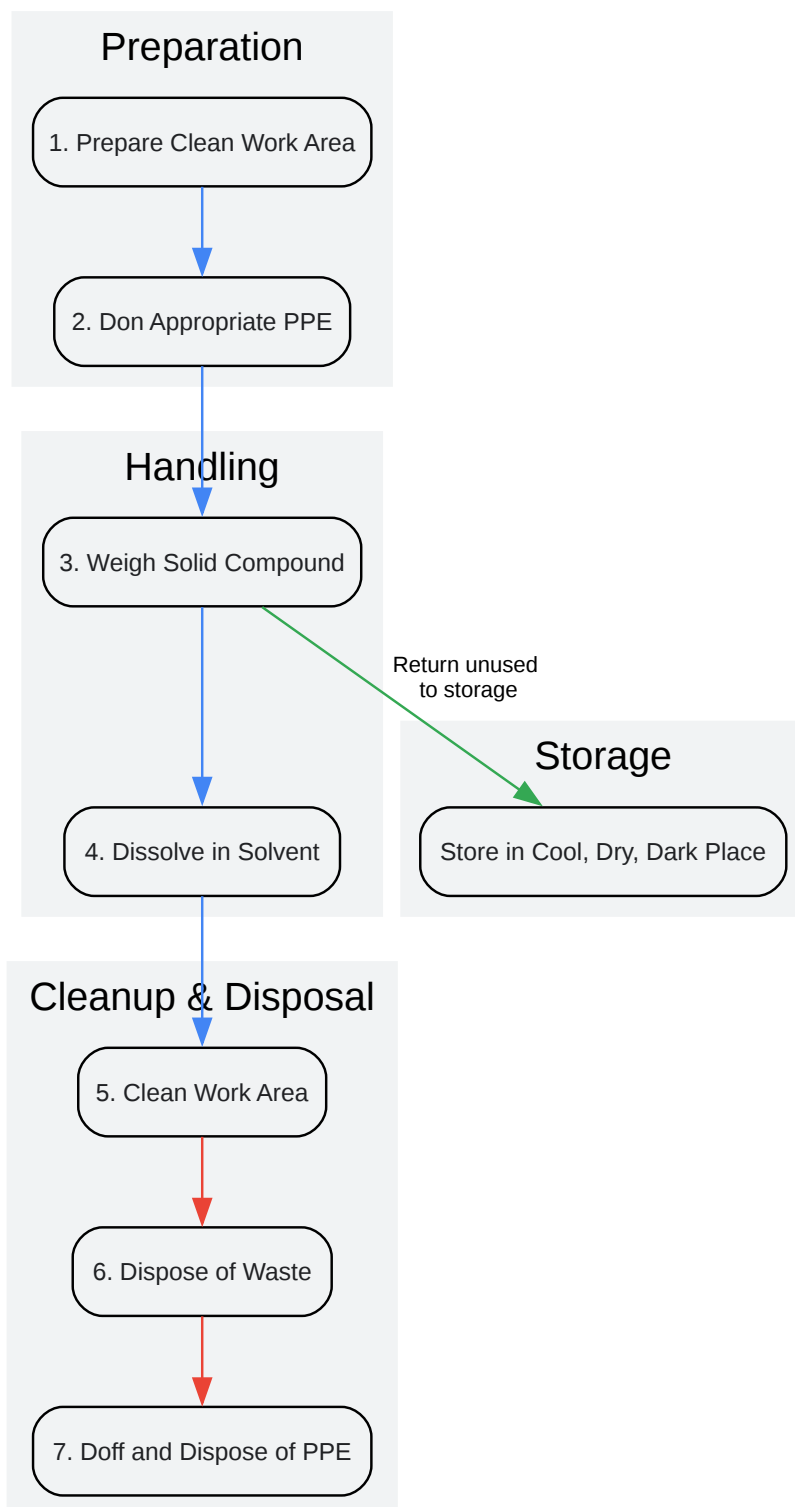 Preparation
1. Prepare Clean Work Area
2. Don Appropriate PPE
Handling
3. Weigh Solid Compound
Return unused
to storage
Storage
4. Dissolve in Solvent
Store in Cool, Dry, Dark Place
Cleanup & Disposal
5. Clean Work Area
6. Dispose of Waste
7. Doff and Dispose of PPE